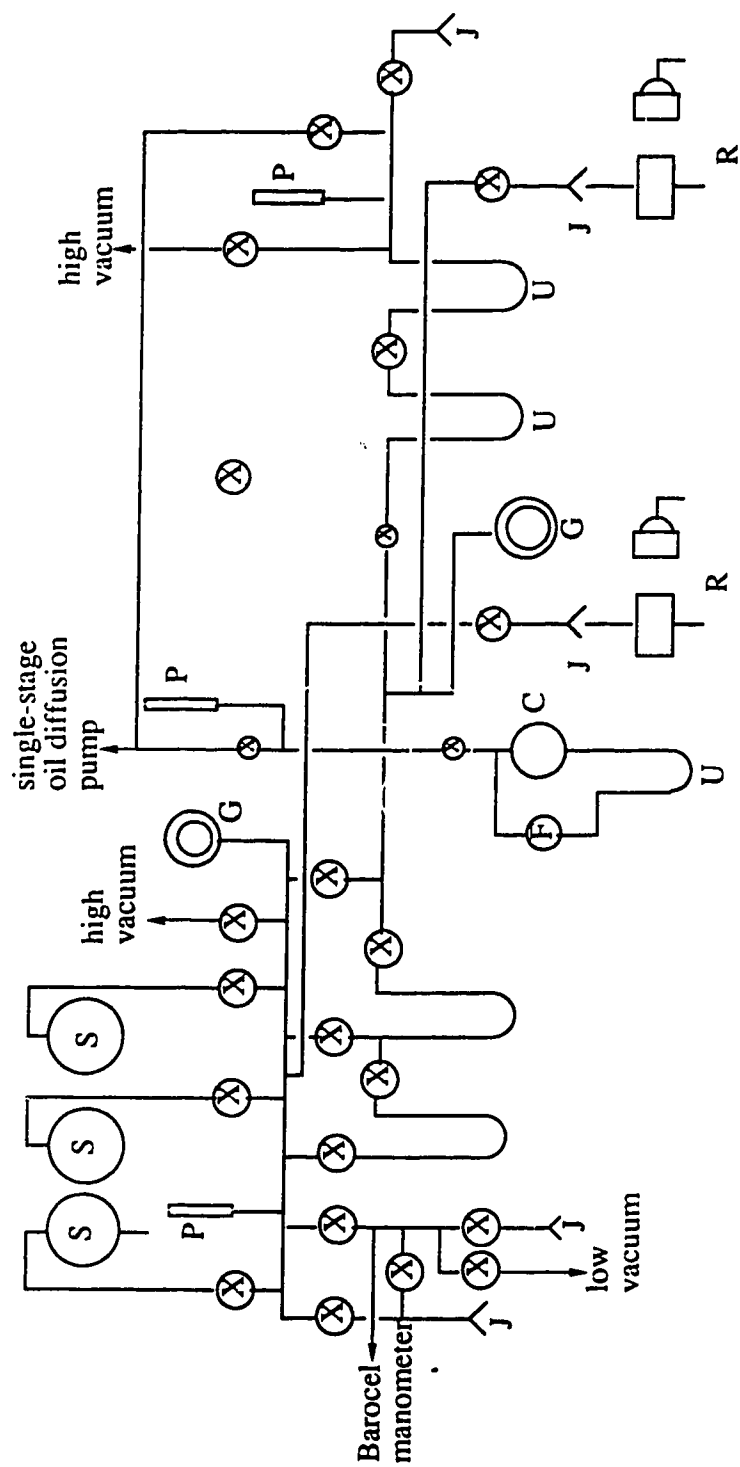 single-stage
oil diffusion
pump
high
vacuum
S
S
S
high
vacuum
P
P
P
G
X
X
X
X
X
X
X
X
X
X
X
X
X
X
Barocel
manometer
X
X
X
X
X
X
X
J
X
X
X
X
J
J
F
C
J
G
U
U
J
low
vacuum
U
R
R